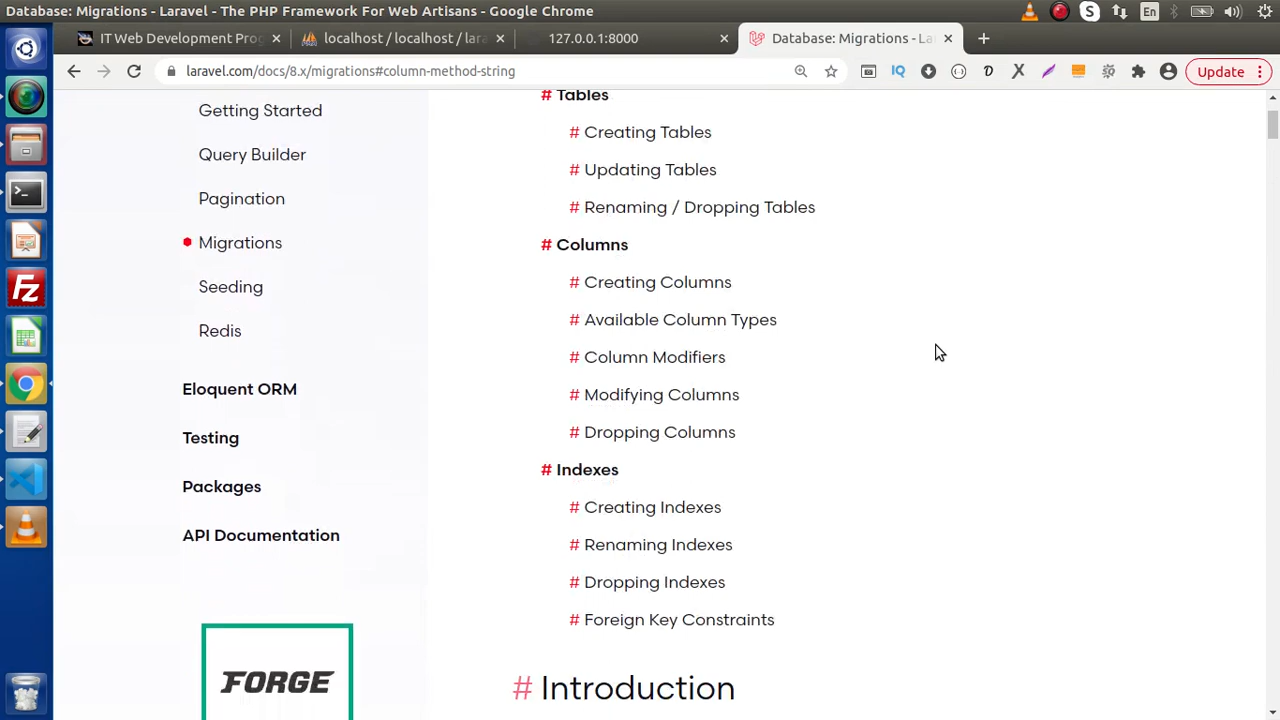 Database: Migrations - Laravel - The PHP Framework For Web Artisans - Google Chrome
En
IT Web Development Prog
localhost / localhost / lara
127.0.0.1:8000
Database: Migrations - La
laravel.com/docs/8.x/migrations#column-method-string
IQ
Update
Getting Started
Query Builder
Pagination
Migrations
Seeding
Redis
Eloquent ORM
Testing
Packages
API Documentation
FORGE
# Tables
# Creating Tables
# Updating Tables
# Renaming / Dropping Tables
# Columns
# Creating Columns
# Available Column Types
# Column Modifiers
# Modifying Columns
# Dropping Columns
# Indexes
# Creating Indexes
# Renaming Indexes
# Dropping Indexes
# Foreign Key Constraints
# Introduction